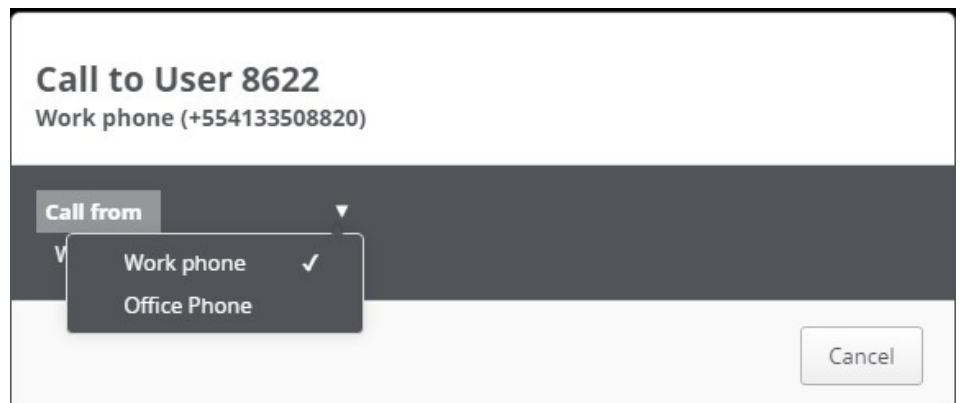 Call to User 8622
Work phone (+554133508820)
Call from
Work phone ✓
Office Phone
Cancel